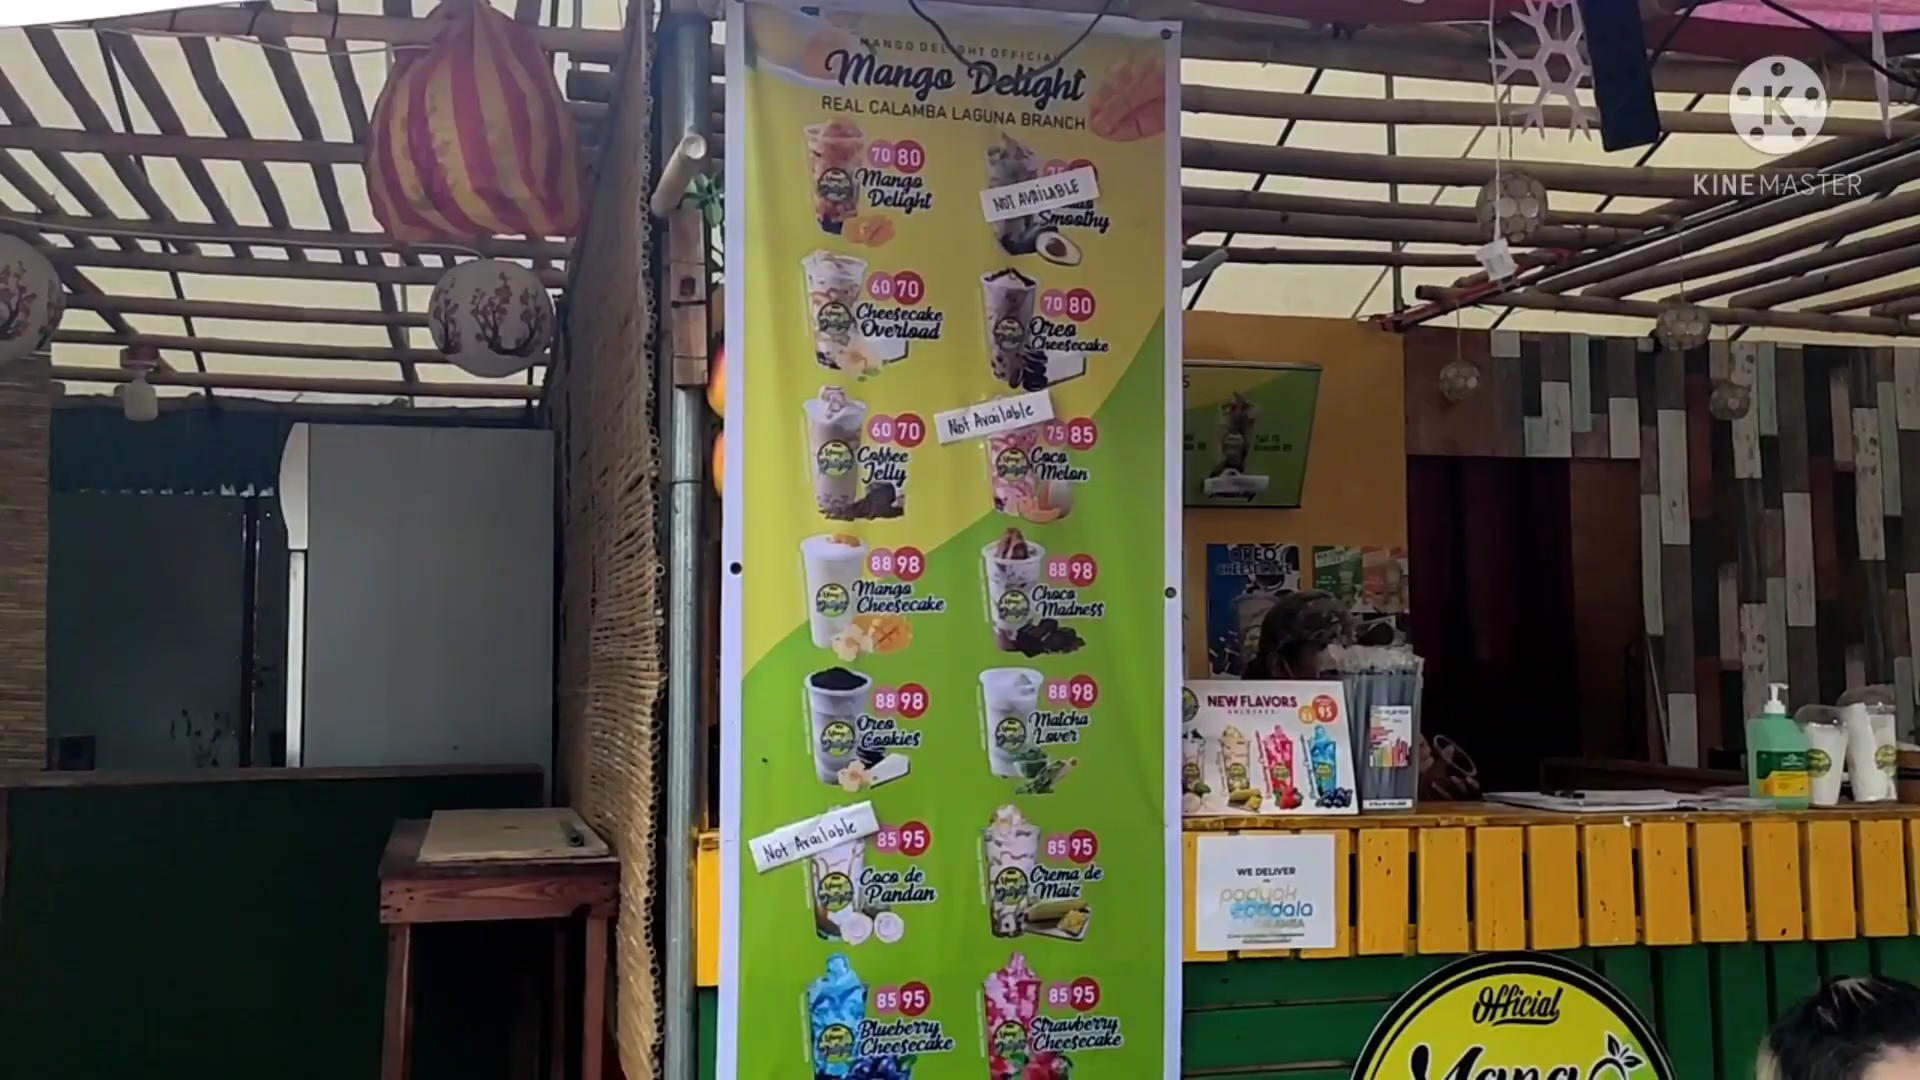 MANGO DELIGHT OFFICIAL
Mango Delight
REAL CALAMBA LAGUNA BRANCH
70 80
Mango
Delight
NOT AVAILABLE
Smoothy
60 70
Cheesecake
Overload
70 80
Oreo
Cheesecake
60 70
Coffee
Jelly
Not Available
75 85
Coco
Melon
88 98
Mango
Cheesecake
88 98
Choco
Madness
88 98
Oreo
Cookies
88 98
Matcha
Lover
Not Available
85 95
Coco de
Pandan
85 95
Crema de
Maiz
85 95
Blueberry
Cheesecake
85 95
Strawberry
Cheesecake
KINEMASTER
OREO
CHEESECAKE
NEW FLAVORS
95
WE DELIVER
padyak
epadala
Official